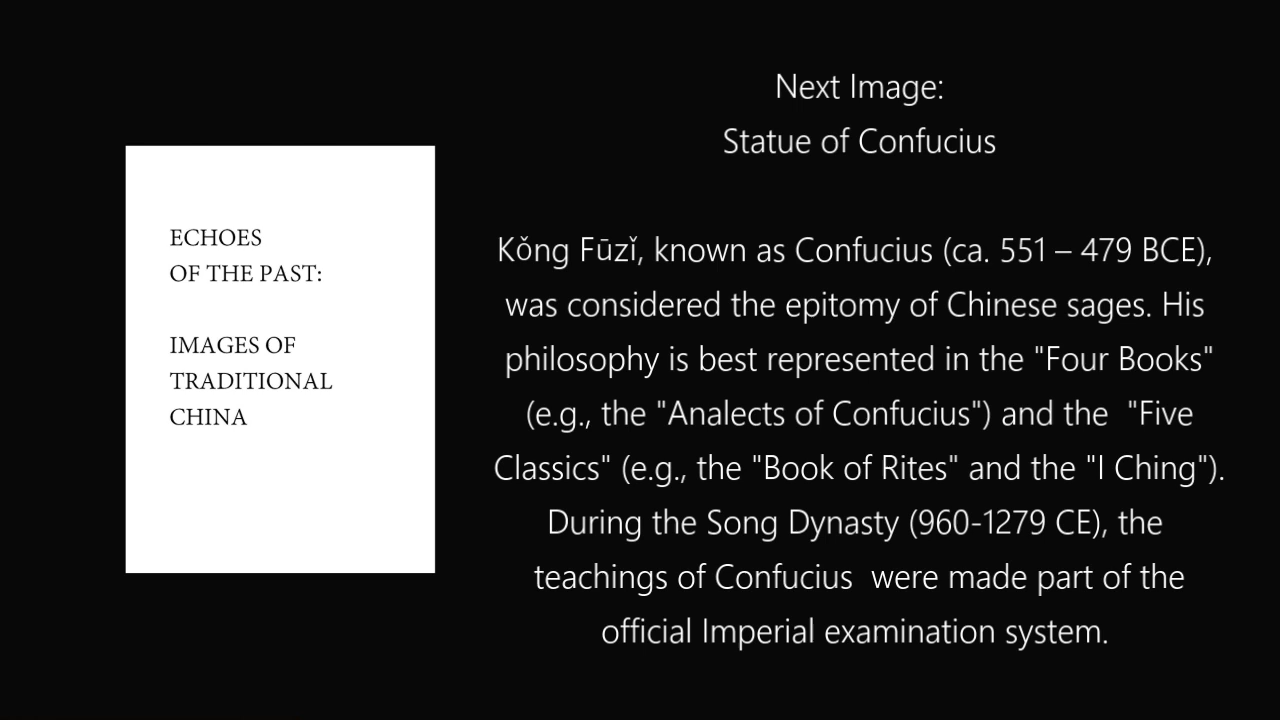 ECHOES
OF THE PAST:
IMAGES OF
TRADITIONAL
CHINA
Next Image:
Statue of Confucius
Kǒng Fūzǐ, known as Confucius (ca. 551 – 479 BCE),
was considered the epitomy of Chinese sages. His
philosophy is best represented in the "Four Books"
(e.g., the "Analects of Confucius") and the  "Five
Classics" (e.g., the "Book of Rites" and the "I Ching").
During the Song Dynasty (960-1279 CE), the
teachings of Confucius  were made part of the
official Imperial examination system.